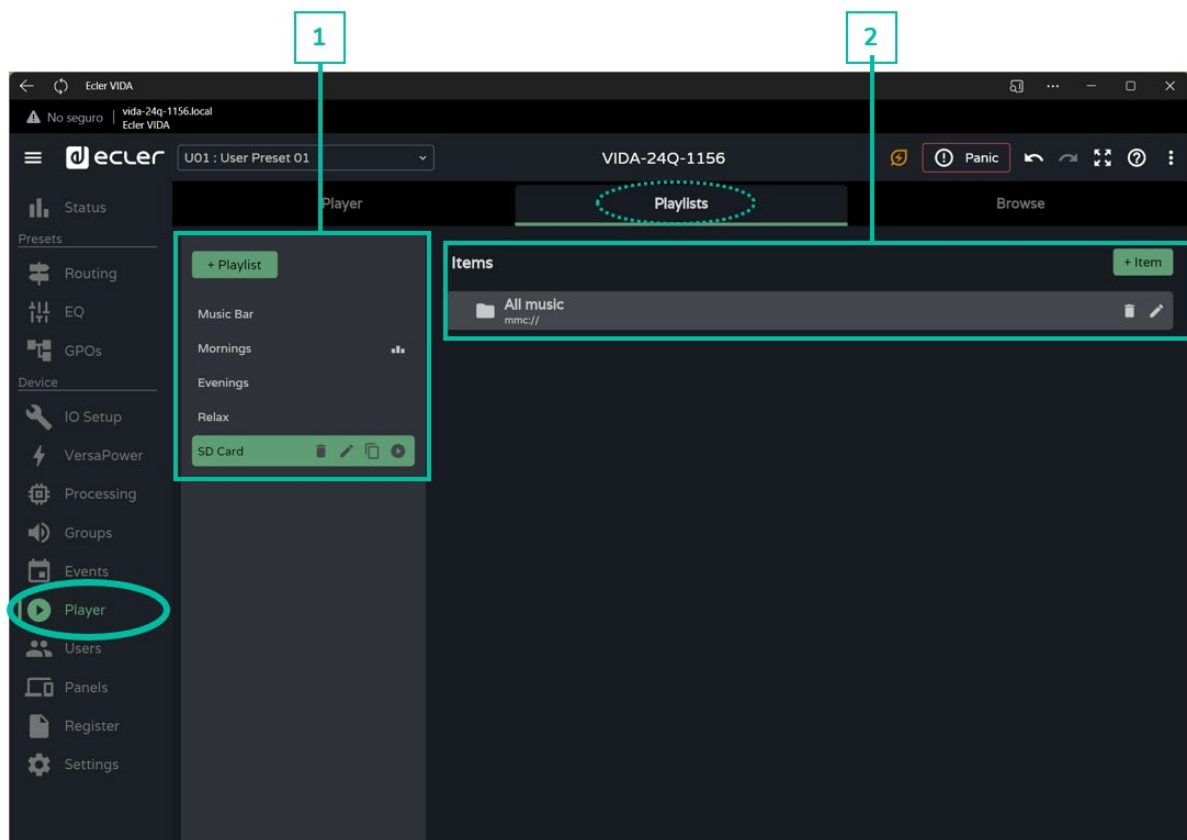 1
2
Ecler VIDA
No seguro
vida-24q-1156.local
Ecler VIDA
ecler
U01 : User Preset 01
VIDA-24Q-1156
Panic
Status
Presets
Routing
EQ
GPOs
Device
IO Setup
VersaPower
Processing
Groups
Events
Player
Users
Panels
Register
Settings
Player
Playlists
Browse
+ Playlist
Music Bar
Mornings
Evenings
Relax
SD Card
Items
+ Item
All music
mmc://